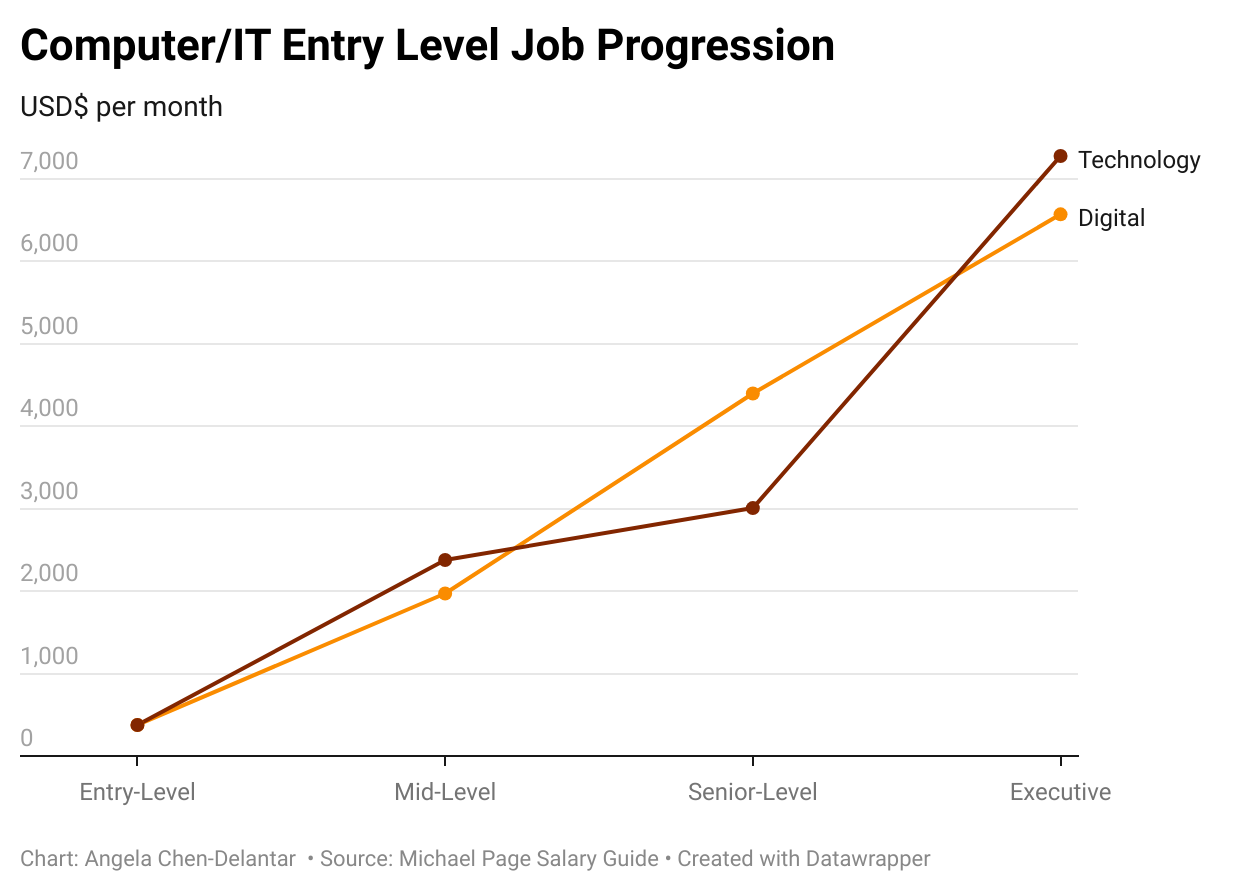 Computer/IT Entry Level Job Progression
USD$ per month
7,000
Technology
Digital
6,000
5,000
4,000
3,000
2,000
1,000
0
Entry-Level Mid-Level Senior-Level Executive
Chart: Angela Chen-Delantar • Source: Michael Page Salary Guide • Created with Datawrapper